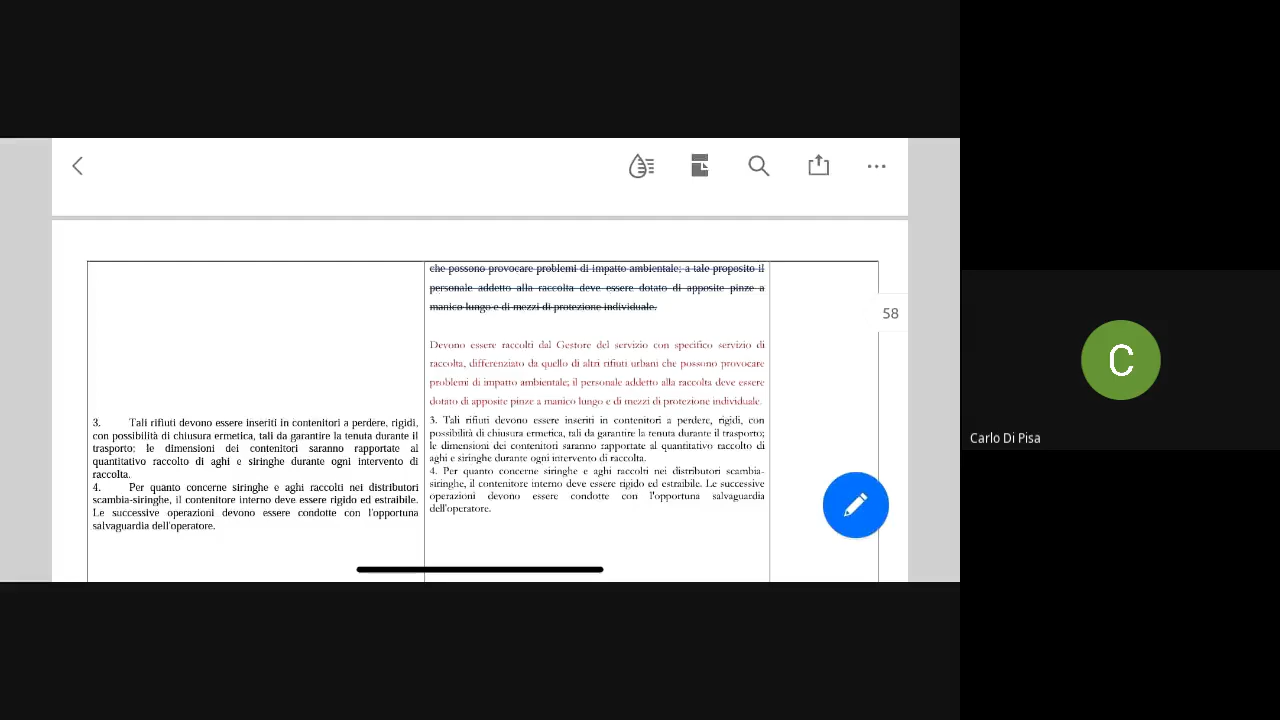 che possono provocare problemi di impatto ambientale; a tale proposito il
personale addetto alla raccolta deve essere dotato di apposite pinze a
manico lungo e di mezzi di protezione individuale.
58
Devono essere raccolti dal Gestore del servizio con specifico servizio di
raccolta, differenziato da quello di altri rifiuti urbani che possono provocare
problemi di impatto ambientale; il personale addetto alla raccolta deve essere
dotato di apposite pinze a manico lungo e di mezzi di protezione individuale.
3. Tali rifiuti devono essere inseriti in contenitori a perdere, rigidi,
con possibilità di chiusura ermetica, tali da garantire la tenuta durante il
trasporto: le dimensioni dei contenitori saranno rapportate al
quantitativo raccolto di aghi e siringhe durante ogni intervento di
raccolta.
4. Per quanto concerne siringhe e aghi raccolti nei distributori
scambia-siringhe, il contenitore interno deve essere rigido ed estraibile.
Le successive operazioni devono essere condotte con l'opportuna
salvaguardia dell'operatore.
3. Tali rifiuti devono essere inseriti in contenitori a perdere, rigidi, con
possibilità di chiusura ermetica, tali da garantire la tenuta durante il trasporto;
le dimensioni dei contenitori saranno rapportate al quantitativo raccolto di
aghi e siringhe durante ogni intervento di raccolta.
4. Per quanto concerne siringhe e aghi raccolti nei distributori scambia-
siringhe, il contenitore interno deve essere rigido ed estraibile. Le successive
operazioni devono essere condotte con l'opportuna salvaguardia
dell'operatore.
C
Carlo Di Pisa